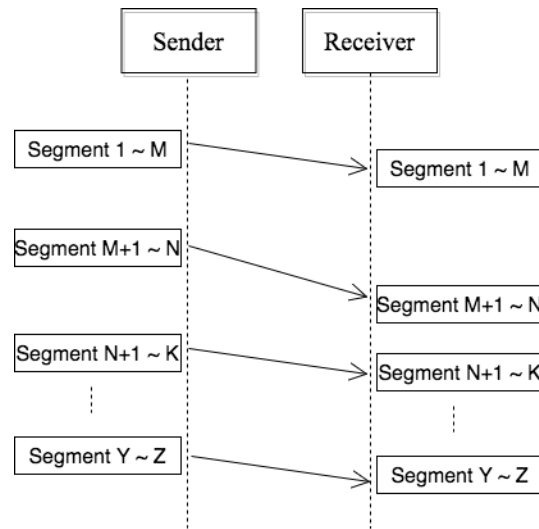 Sender
Receiver
Segment 1 ~ M
Segment 1 ~ M
Segment M+1 ~ N
Segment M+1 ~ N
Segment N+1 ~ K
Segment N+1 ~ K
Segment Y ~ Z
Segment Y ~ Z